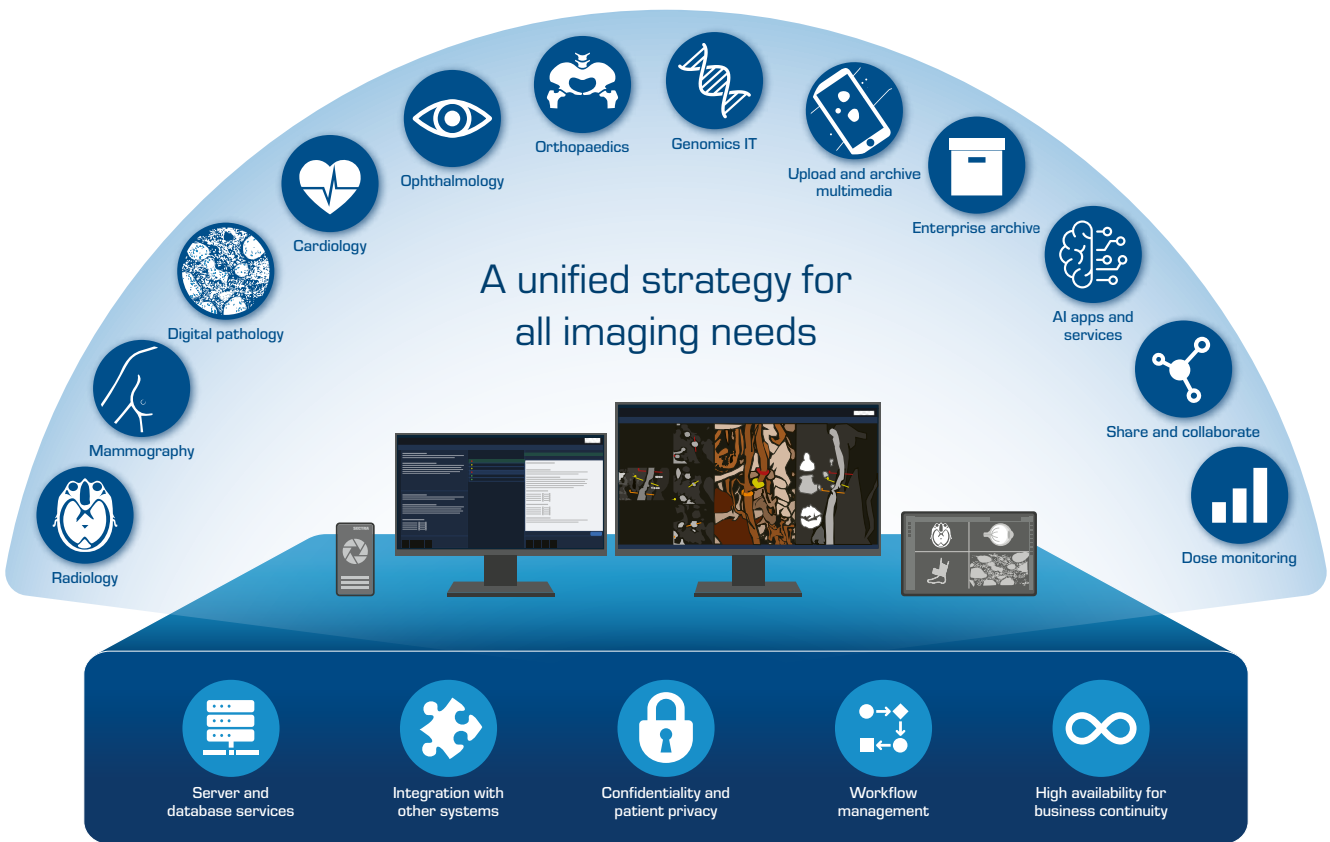 Orthopaedics
Genomics IT
Ophthalmology
Upload and archive
multimedia
Cardiology
Enterprise archive
A unified strategy for
all imaging needs
Digital pathology
AI apps and
services
Mammography
Share and collaborate
Radiology
Dose monitoring
Server and
database services
Integration with
other systems
Confidentiality and
patient privacy
Workflow
management
High availability for
business continuity